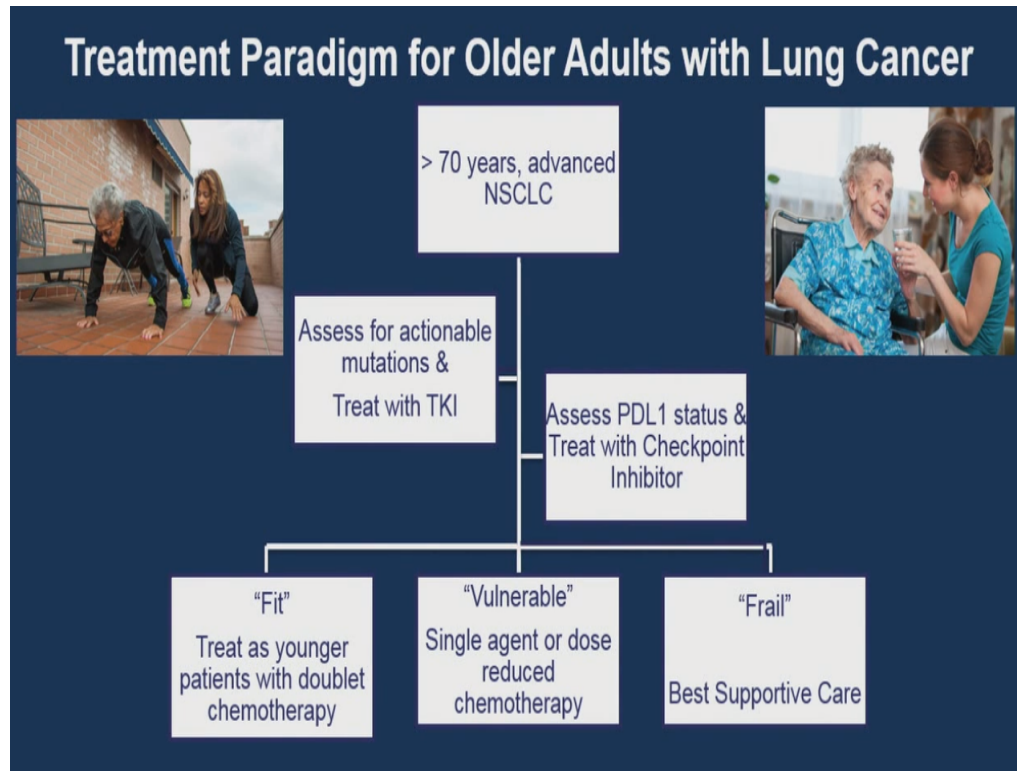 Treatment Paradigm for Older Adults with Lung Cancer
> 70 years, advanced
NSCLC
Assess for actionable
mutations &
Treat with TKI
Assess PDL1 status &
Treat with Checkpoint
Inhibitor
“Fit”
Treat as younger
patients with doublet
chemotherapy
“Vulnerable”
Single agent or dose
reduced
chemotherapy
“Frail”
Best Supportive Care